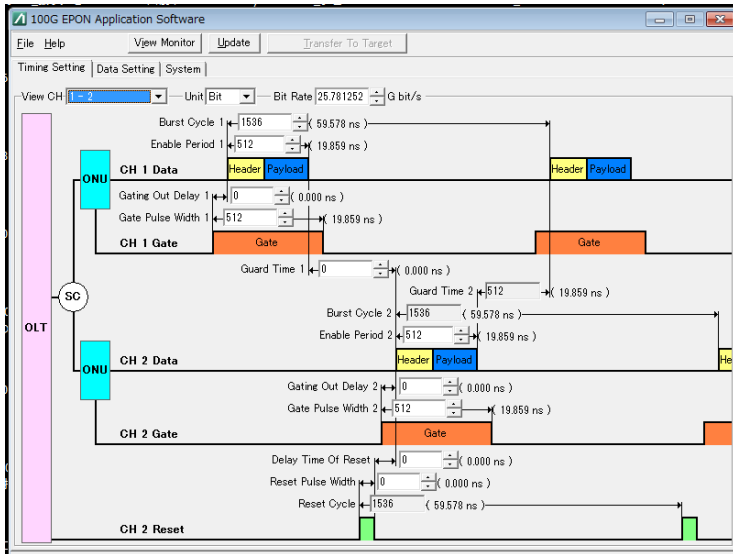 100G EPON Application Software
File Help View Monitor Update Transfer To Target
Timing Setting Data Setting System
View CH 1 - 2 Unit Bit Bit Rate 25.781252 G bit/s
Burst Cycle 1 1536 ( 59.578 ns )
Enable Period 1 512 ( 19.859 ns )
ONU CH 1 Data Header Payload Header Payload
Gating Out Delay 1 0 ( 0.000 ns )
Gate Pulse Width 1 512 ( 19.859 ns )
CH 1 Gate Gate Gate
Guard Time 1 0 ( 0.000 ns )
SC Guard Time 2 512 ( 19.859 ns )
Burst Cycle 2 1536 ( 59.578 ns )
OLT
Enable Period 2 512 ( 19.859 ns )
ONU CH 2 Data Header Payload He
Gating Out Delay 2 0 ( 0.000 ns )
Gate Pulse Width 2 512 ( 19.859 ns )
CH 2 Gate Gate
Delay Time Of Reset 0 ( 0.000 ns )
Reset Pulse Width 0 ( 0.000 ns )
Reset Cycle 1536 ( 59.578 ns )
CH 2 Reset